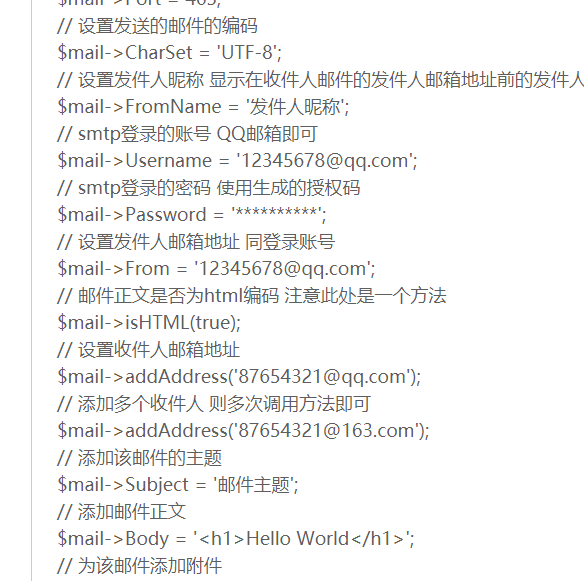 $mail->Port = 465;
// 设置发送的邮件的编码
$mail->CharSet = 'UTF-8';
// 设置发件人昵称 显示在收件人邮件的发件人邮箱地址前的发件人
$mail->FromName = '发件人昵称';
// smtp登录的账号 QQ邮箱即可
$mail->Username = '12345678@qq.com';
// smtp登录的密码 使用生成的授权码
$mail->Password = '**********';
// 设置发件人邮箱地址 同登录账号
$mail->From = '12345678@qq.com';
// 邮件正文是否为html编码 注意此处是一个方法
$mail->isHTML(true);
// 设置收件人邮箱地址
$mail->addAddress('87654321@qq.com');
// 添加多个收件人 则多次调用方法即可
$mail->addAddress('87654321@163.com');
// 添加该邮件的主题
$mail->Subject = '邮件主题';
// 添加邮件正文
$mail->Body = '<h1>Hello World</h1>';
// 为该邮件添加附件